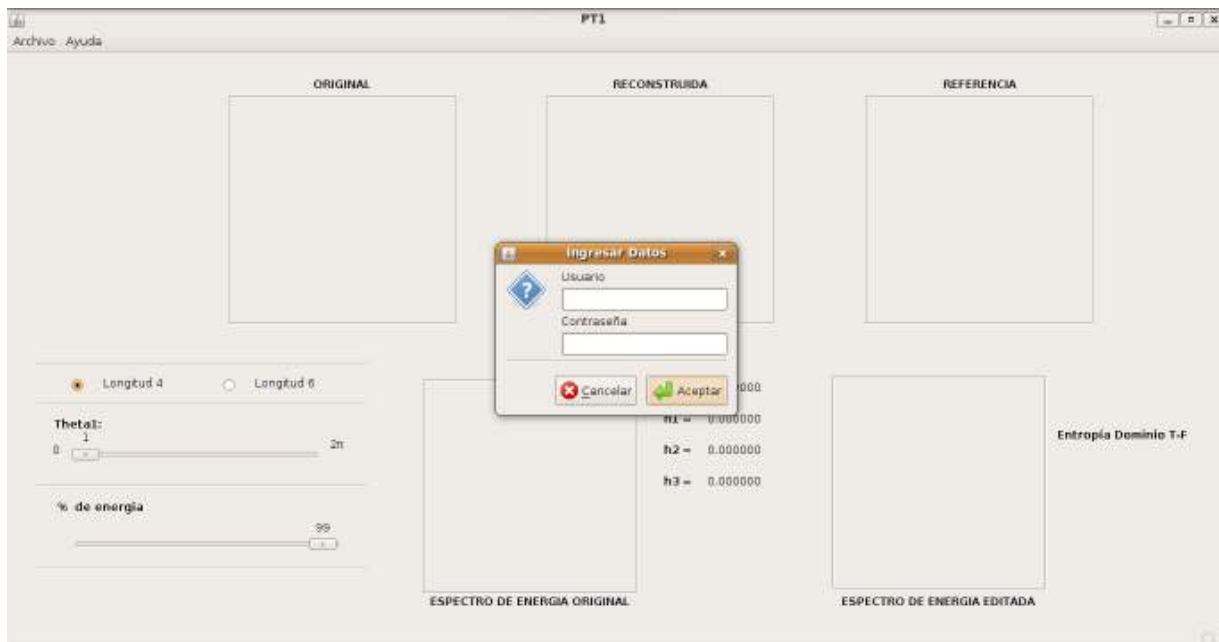 PT1
Archivo Ayuda
ORIGINAL
RECONSTRUIDA
REFERENCIA
Ingresar Datos
Usuario
Contraseña
Cancelar
Aceptar
Longitud 4
Longitud 6
Theta1:
1
0
2π
% de energia
99
000
h1 = 0.000000
h2 = 0.000000
h3 = 0.000000
Entropía Dominio T-F
ESPECTRO DE ENERGIA ORIGINAL
ESPECTRO DE ENERGIA EDITADA